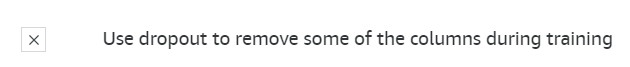 Use dropout to remove some of the columns during training